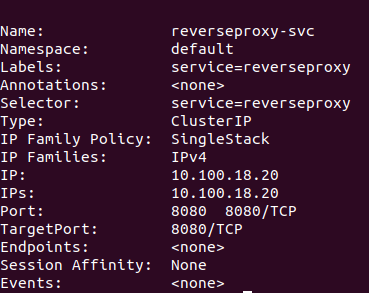 Name: reverseproxy-svc
Namespace: default
Labels: service=reverseproxy
Annotations: <none>
Selector: service=reverseproxy
Type: ClusterIP
IP Family Policy: SingleStack
IP Families: IPv4
IP: 10.100.18.20
IPs: 10.100.18.20
Port: 8080 8080/TCP
TargetPort: 8080/TCP
Endpoints: <none>
Session Affinity: None
Events: <none>